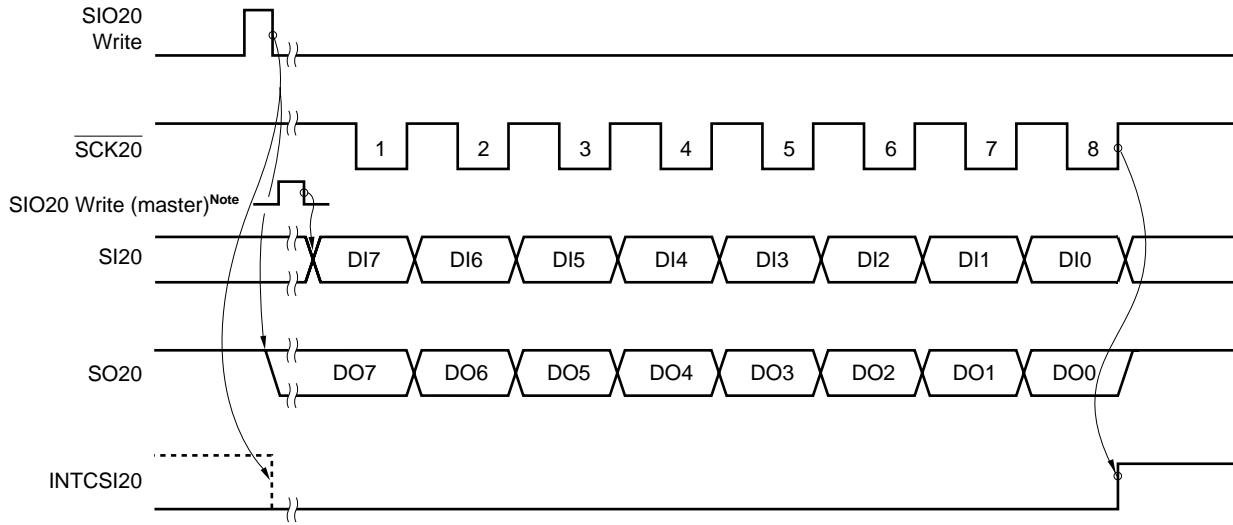 SIO20
Write
SCK20
1 2 3 4 5 6 7 8
SIO20 Write (master)Note
SI20 DI7 DI6 DI5 DI4 DI3 DI2 DI1 DI0
SO20 DO7 DO6 DO5 DO4 DO3 DO2 DO1 DO0
INTCSI20